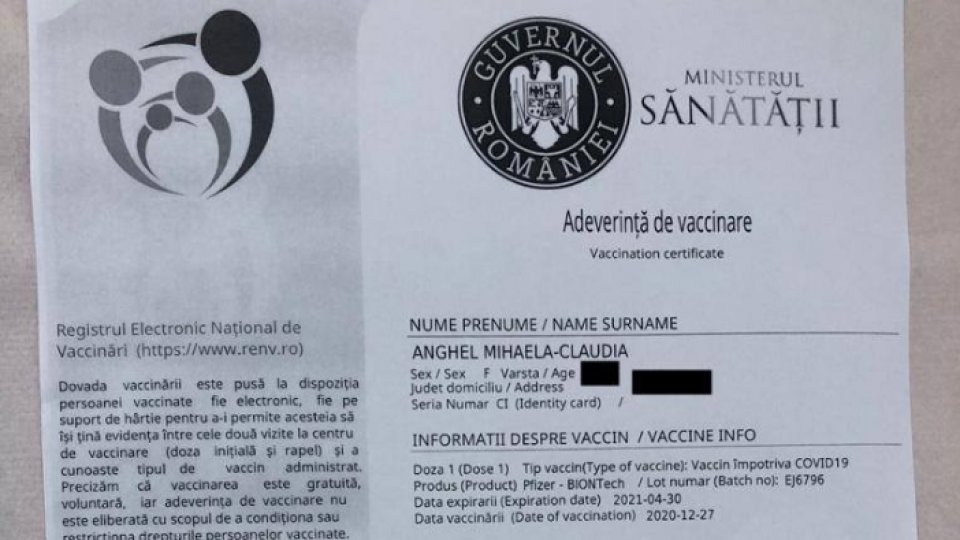 GUVERNUL ROMÂNIEI
MINISTERUL
SĂNĂTĂȚII
Adeverință de vaccinare
Vaccination certificate
Registrul Electronic Național de
Vaccinări (https://www.renv.ro)
Dovada vaccinării este pusă la dispoziția
persoanei vaccinate fie electronic, fie pe
suport de hârtie pentru a-i permite acesteia să
își țină evidența între cele două vizite la centru
de vaccinare (doza inițială și rapel) și a
cunoaste tipul de vaccin administrat.
Precizăm că vaccinarea este gratuită,
voluntară, iar adeverința de vaccinare nu
este eliberată cu scopul de a condiționa sau
restricționa drepturile persoanelor vaccinate.
NUME PRENUME / NAME SURNAME
ANGHEL MIHAELA-CLAUDIA
Sex / Sex F Varsta / Age
Judet domiciliu / Address
Seria Numar CI (Identity card) /
INFORMATII DESPRE VACCIN / VACCINE INFO
Doza 1 (Dose 1) Tip vaccin(Type of vaccine): Vaccin împotriva COVID19
Produs (Product) Pfizer - BIONTech / Lot numar (Batch no): EJ6796
Data expirarii (Expiration date) 2021-04-30
Data vaccinării (Date of vaccination) 2020-12-27